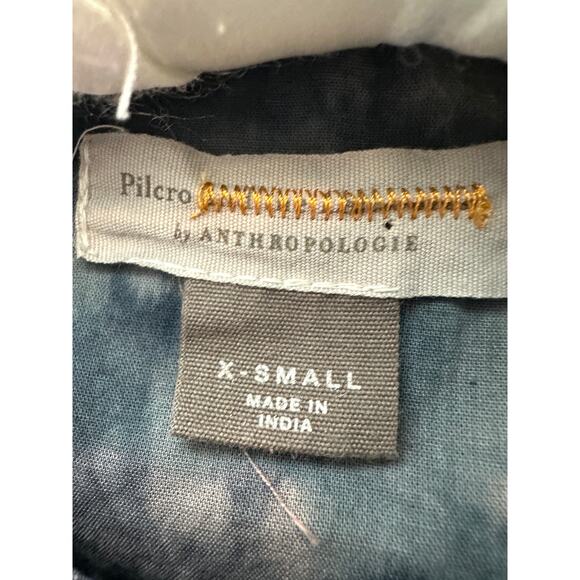 Pilcro
by ANTHROPOLOGIE
X-SMALL
MADE IN
INDIA